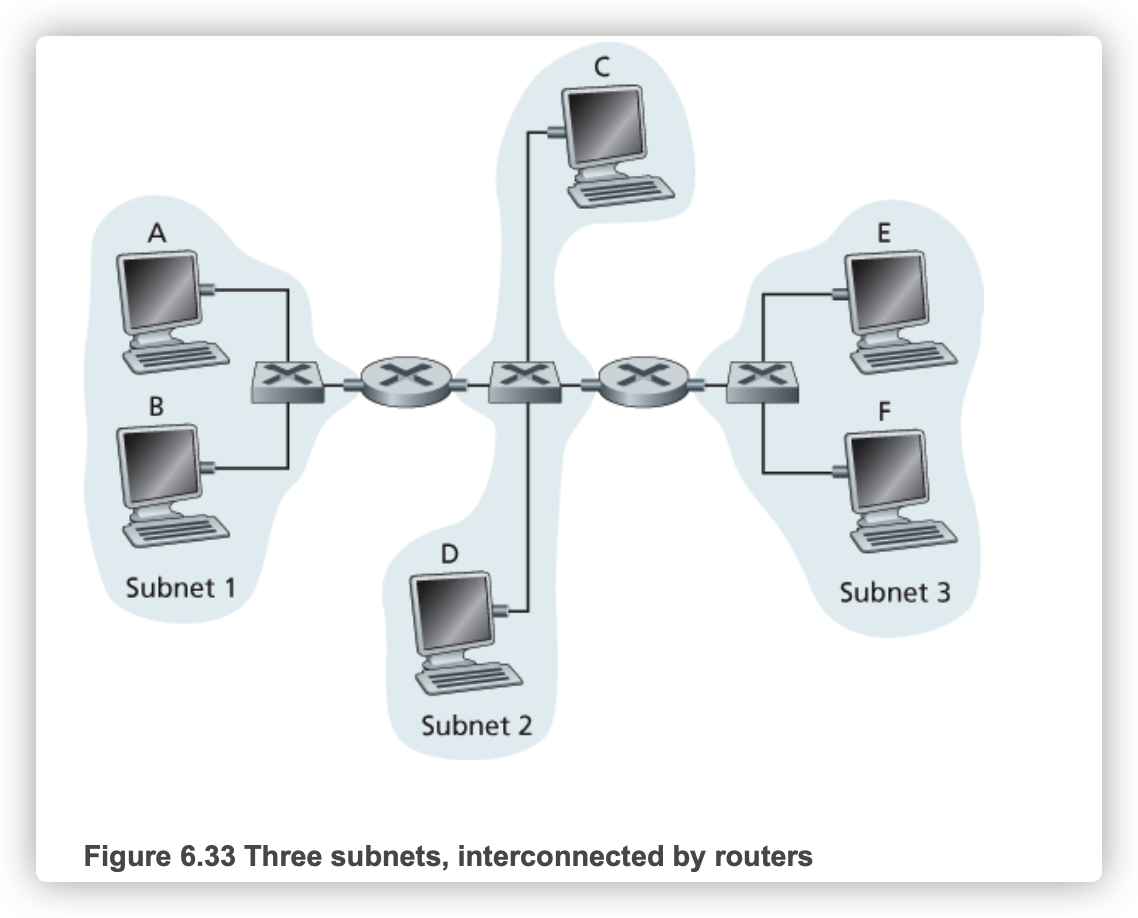 C
A
E
B
F
D
Subnet 1
Subnet 3
Subnet 2
Figure 6.33 Three subnets, interconnected by routers